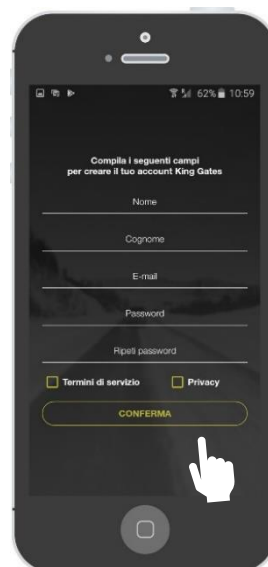 62% 10:59
Compila i seguenti campi
per creare il tuo account King Gates
Nome
Cognome
E-mail
Password
Ripeti password
Termini di servizio Privacy
CONFERMA